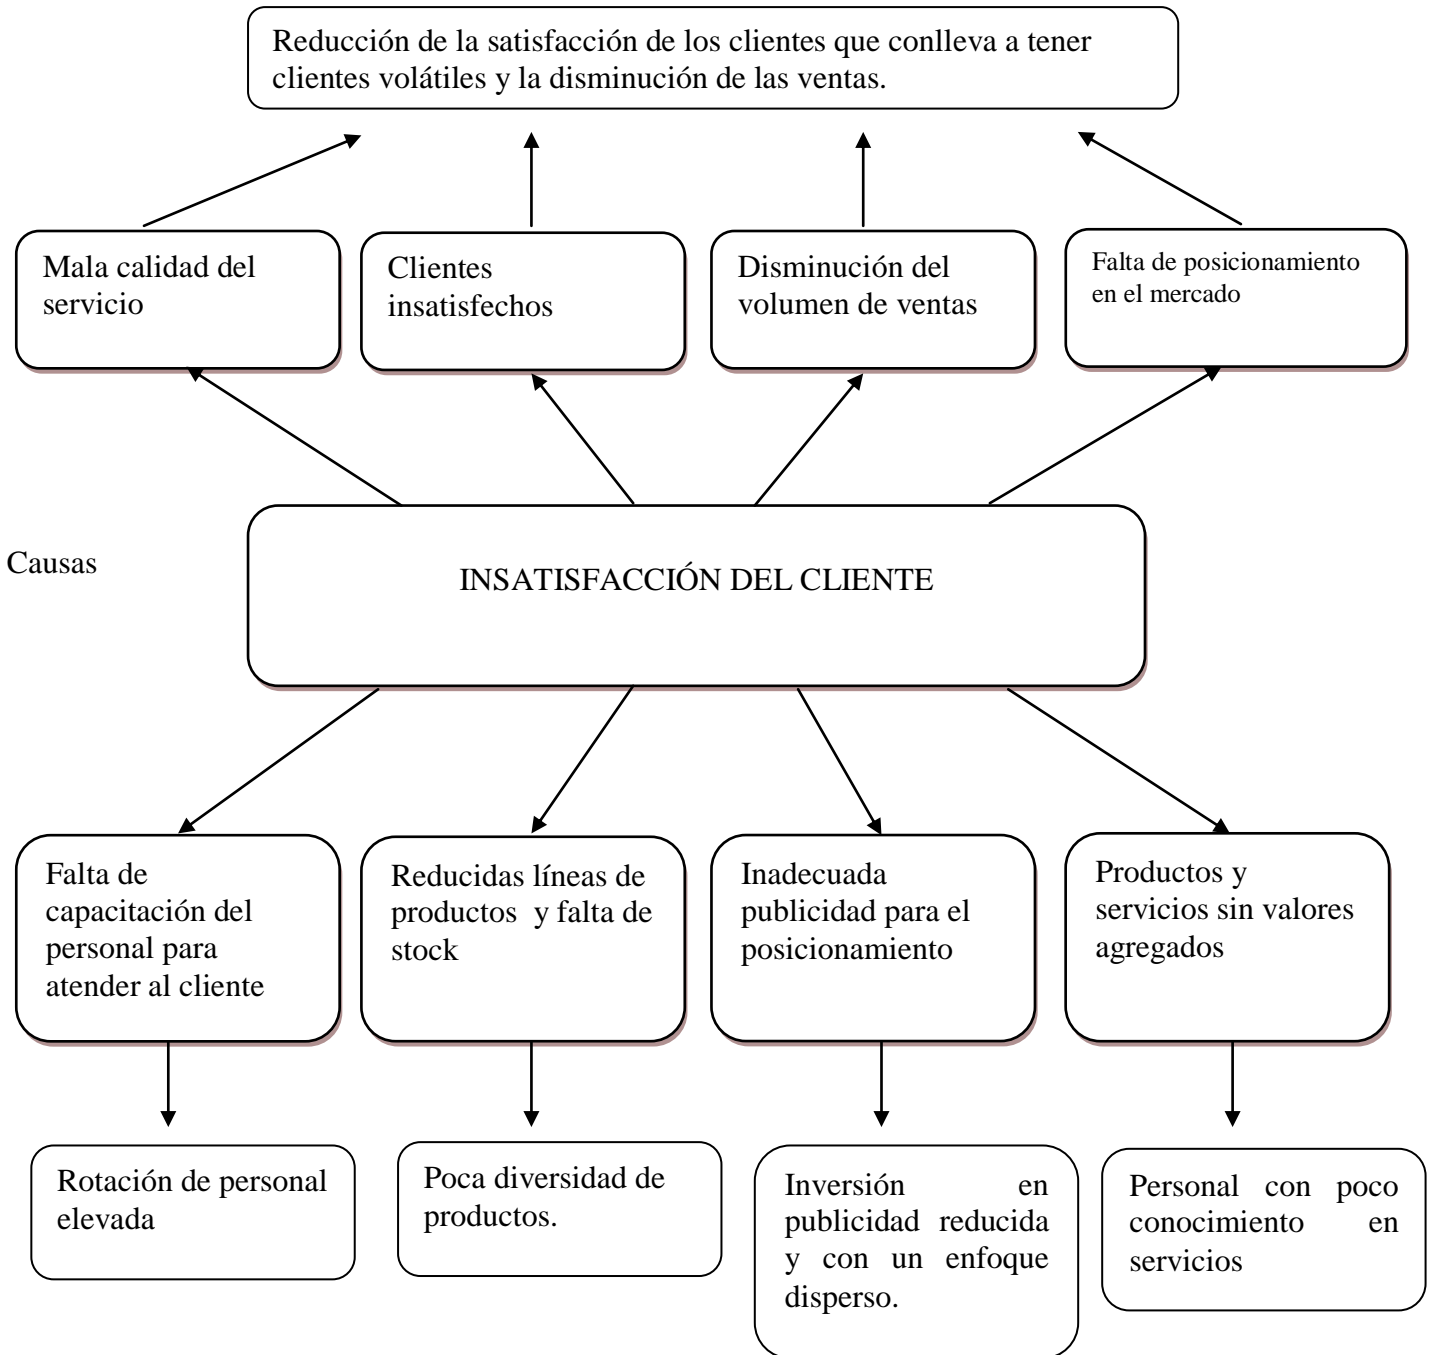 Reducción de la satisfacción de los clientes que conlleva a tener
clientes volátiles y la disminución de las ventas.
Mala calidad del
servicio
Clientes
insatisfechos
Disminución del
volumen de ventas
Falta de posicionamiento
en el mercado
Causas
INSATISFACCIÓN DEL CLIENTE
Falta de
capacitación del
personal para
atender al cliente
Reducidas líneas de
productos y falta de
stock
Inadecuada
publicidad para el
posicionamiento
Productos y
servicios sin valores
agregados
Rotación de personal
elevada
Poca diversidad de
productos.
Inversión en
publicidad reducida
y con un enfoque
disperso.
Personal con poco
conocimiento en
servicios